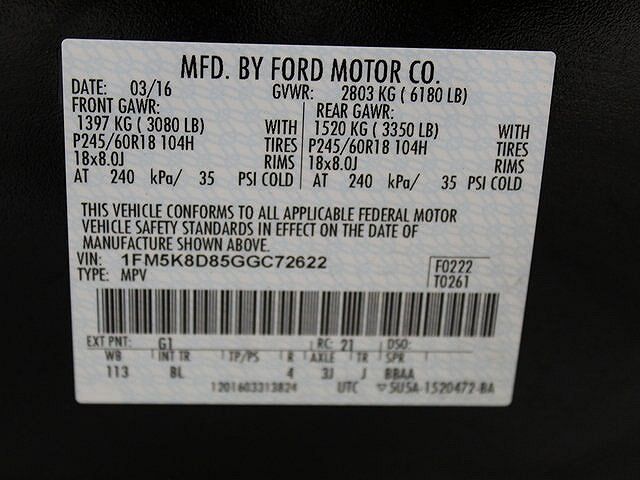 MFD. BY FORD MOTOR CO.
DATE: 03/16 GVWR: 2803 KG ( 6180 LB)
FRONT GAWR: REAR GAWR:
1397 KG ( 3080 LB) WITH 1520 KG ( 3350 LB) WITH
P245/60R18 104H TIRES P245/60R18 104H TIRES
18x8.0J RIMS 18x8.0J RIMS
AT 240 kPa/ 35 PSI COLD AT 240 kPa/ 35 PSI COLD
THIS VEHICLE CONFORMS TO ALL APPLICABLE FEDERAL MOTOR
VEHICLE SAFETY STANDARDS IN EFFECT ON THE DATE OF
MANUFACTURE SHOWN ABOVE.
VIN: 1FM5K8D85GGC72622 F0222
TYPE: MPV T0261
EXT PNT: G1 RC: 21 DSO:
WB INT TR TP/PS R AXLE TR SPR
113 8L 4 3J J BBAA
1201603313824 UTC 5U5A-1520472-BA